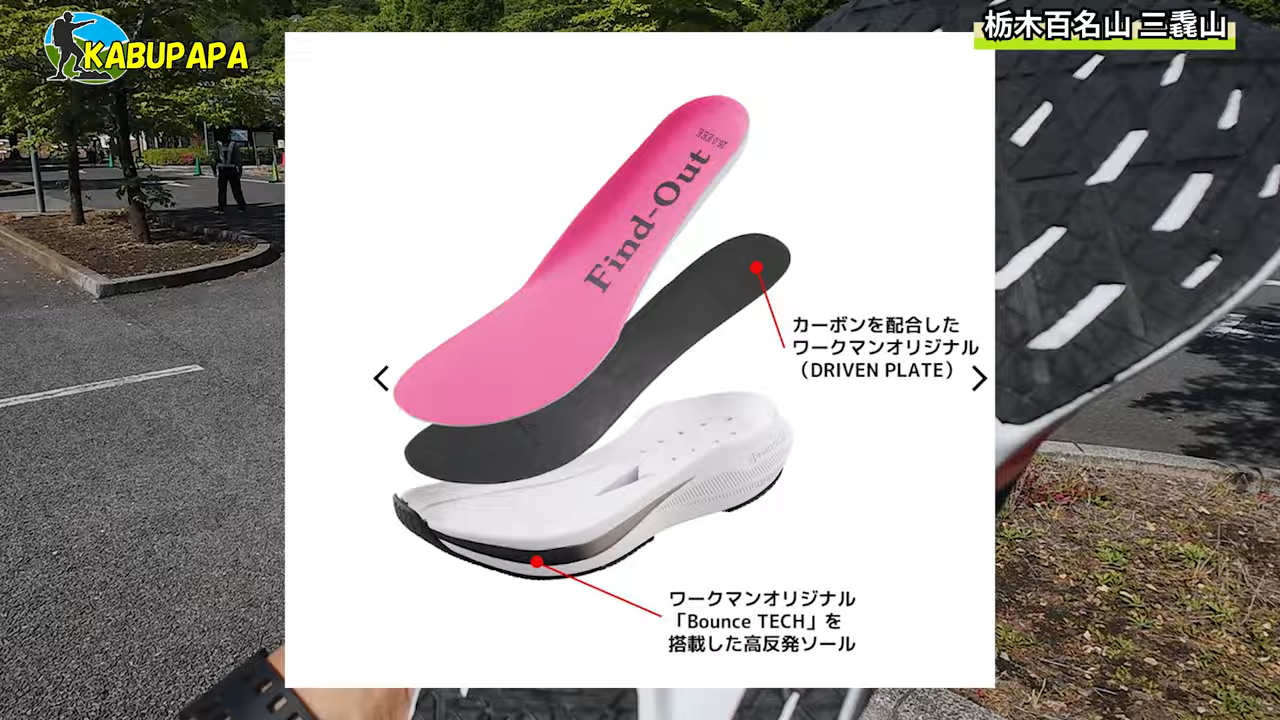 KABUPAPA
栃木百名山 三毳山
Find-Out
カーボンを配合した
ワークマンオリジナル
（DRIVEN PLATE）
ワークマンオリジナル
「Bounce TECH」を
搭載した高反発ソール